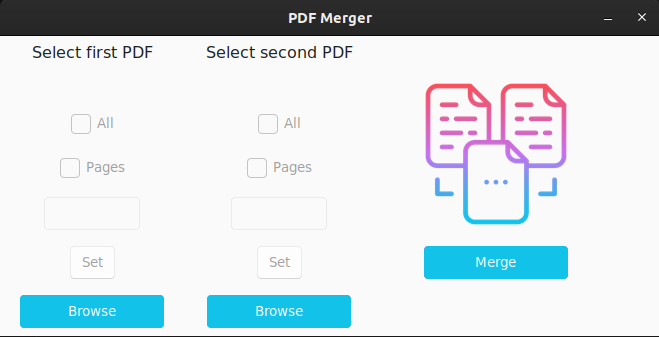 PDF Merger
Select first PDF
All
Pages
Set
Browse
Select second PDF
All
Pages
Set
Browse
Merge